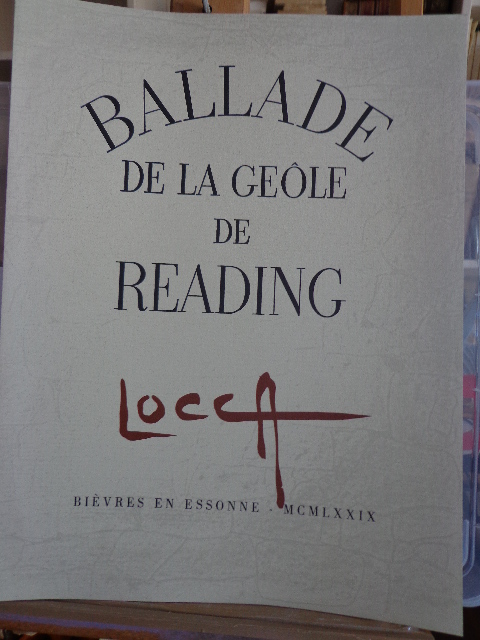 BALLADE
DE LA GEÔLE
DE
READING
LOCCA
BIÈVRES EN ESSONNE - MCMLXXIX